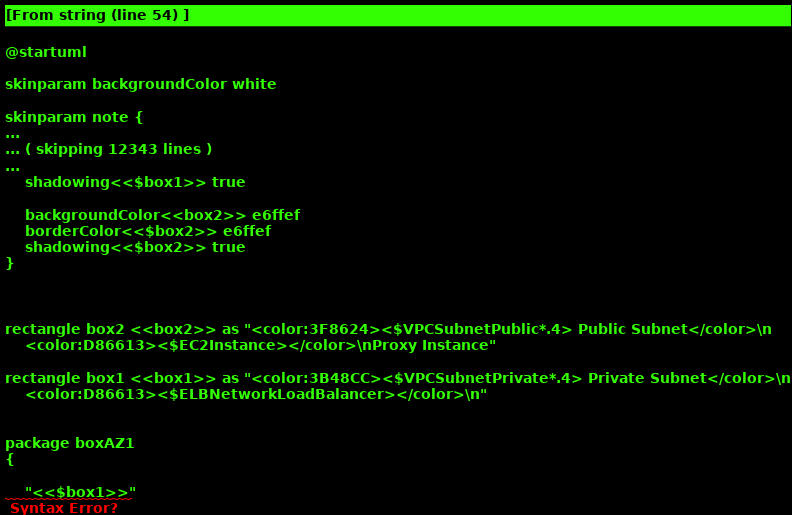 [From string (line 54) ]
@startuml
skinparam backgroundColor white
skinparam note {
...
... ( skipping 12343 lines )
...
shadowing<<$box1>> true
backgroundColor<<box2>> e6ffef
borderColor<<$box2>> e6ffef
shadowing<<$box2>> true
}
rectangle box2 <<box2>> as "<color:3F8624><$VPCSubnetPublic*.4> Public Subnet</color>\n
<color:D86613><$EC2Instance></color>\nProxy Instance"
rectangle box1 <<box1>> as "<color:3B48CC><$VPCSubnetPrivate*.4> Private Subnet</color>\n
<color:D86613><$ELBNetworkLoadBalancer></color>\n"
package boxAZ1
{
"<<$box1>>"
Syntax Error?